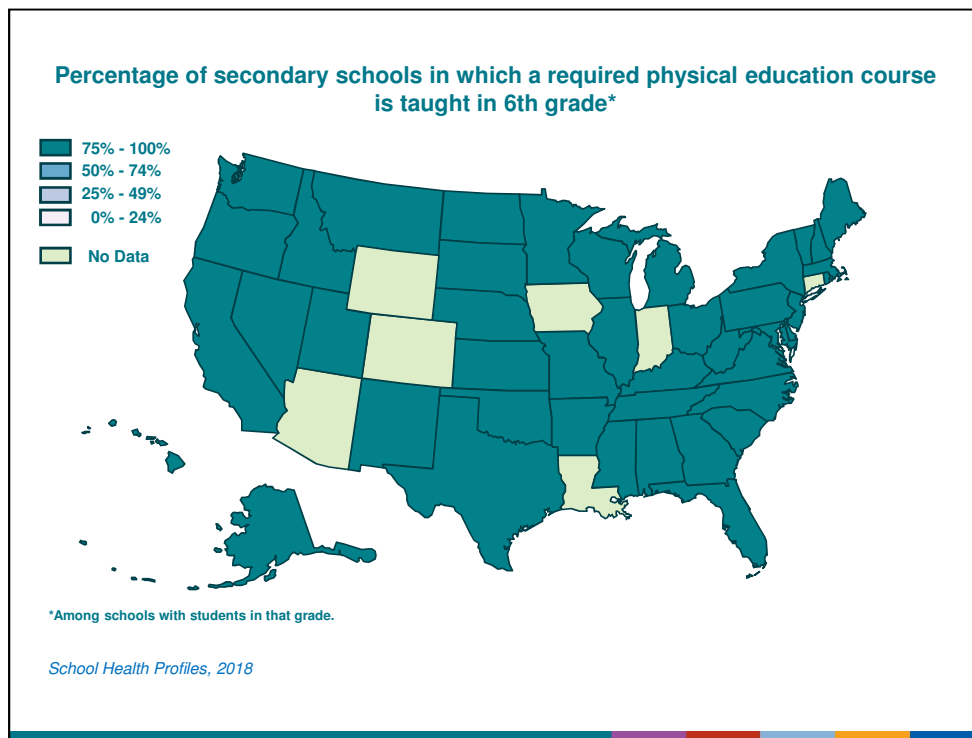 Percentage of secondary schools in which a required physical education course
is taught in 6th grade*
75% - 100%
50% - 74%
25% - 49%
0% - 24%
No Data
*Among schools with students in that grade.
School Health Profiles, 2018